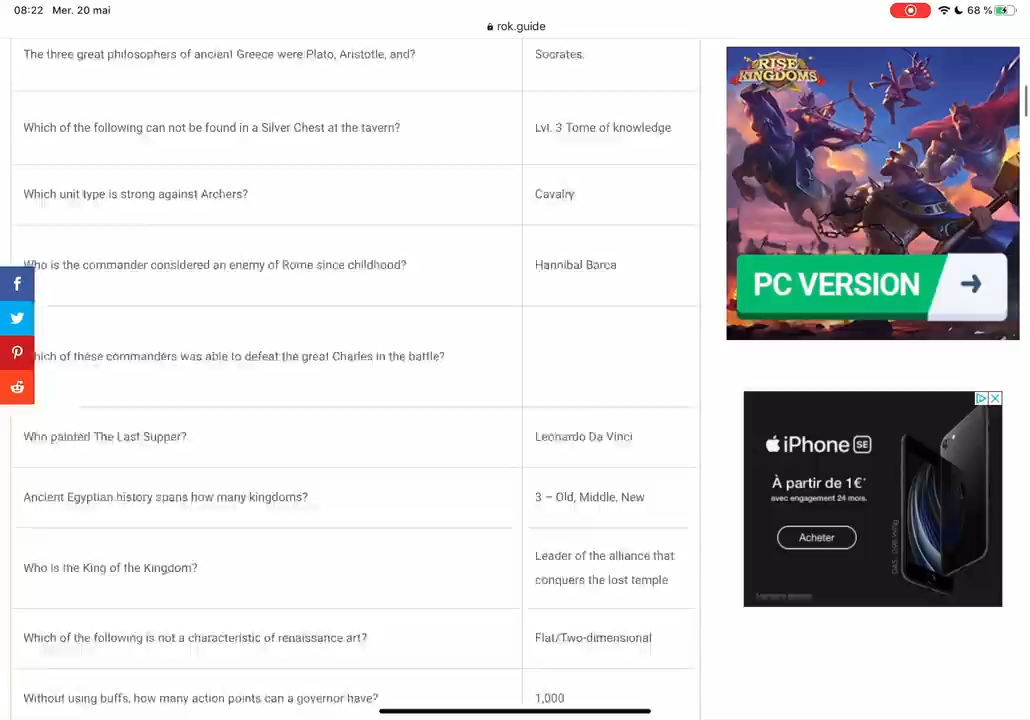 08:22 Mer. 20 mai
68 %
rok.guide
The three great philosophers of ancient Greece were Plato, Aristotle, and?
Socrates.
Which of the following can not be found in a Silver Chest at the tavern?
Lvl. 3 Tome of knowledge
Which unit type is strong against Archers?
Cavalry
Who is the commander considered an enemy of Rome since childhood?
Hannibal Barca
hich of these commanders was able to defeat the great Charles in the battle?
Who painted The Last Supper?
Leonardo Da Vinci
Ancient Egyptian history spans how many kingdoms?
3 – Old, Middle, New
Who is the King of the Kingdom?
Leader of the alliance that
conquers the lost temple
Which of the following is not a characteristic of renaissance art?
Flat/Two-dimensional
Without using buffs, how many action points can a governor have?
1,000
RISE OF
KINGDOMS
PC VERSION
iPhone SE
À partir de 1€*
avec engagement 24 mois.
Acheter